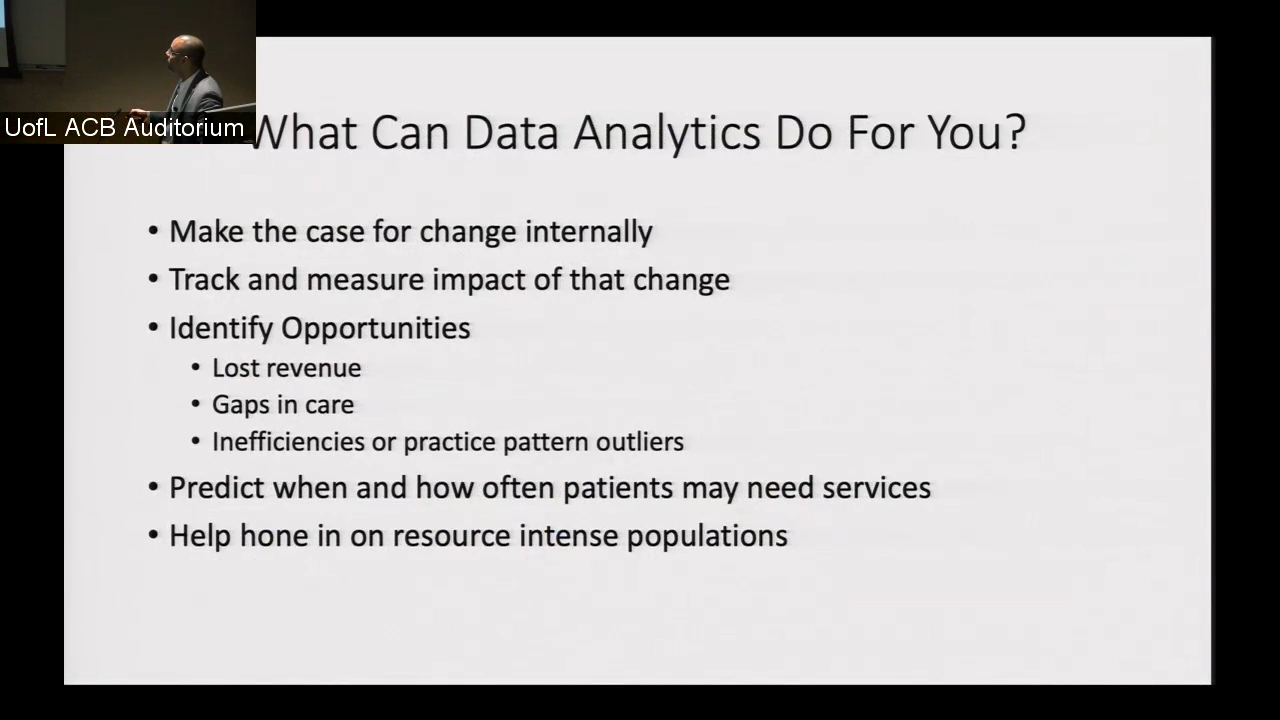 UofL ACB Auditorium
What Can Data Analytics Do For You?
• Make the case for change internally
• Track and measure impact of that change
• Identify Opportunities
• Lost revenue
• Gaps in care
• Inefficiencies or practice pattern outliers
• Predict when and how often patients may need services
• Help hone in on resource intense populations